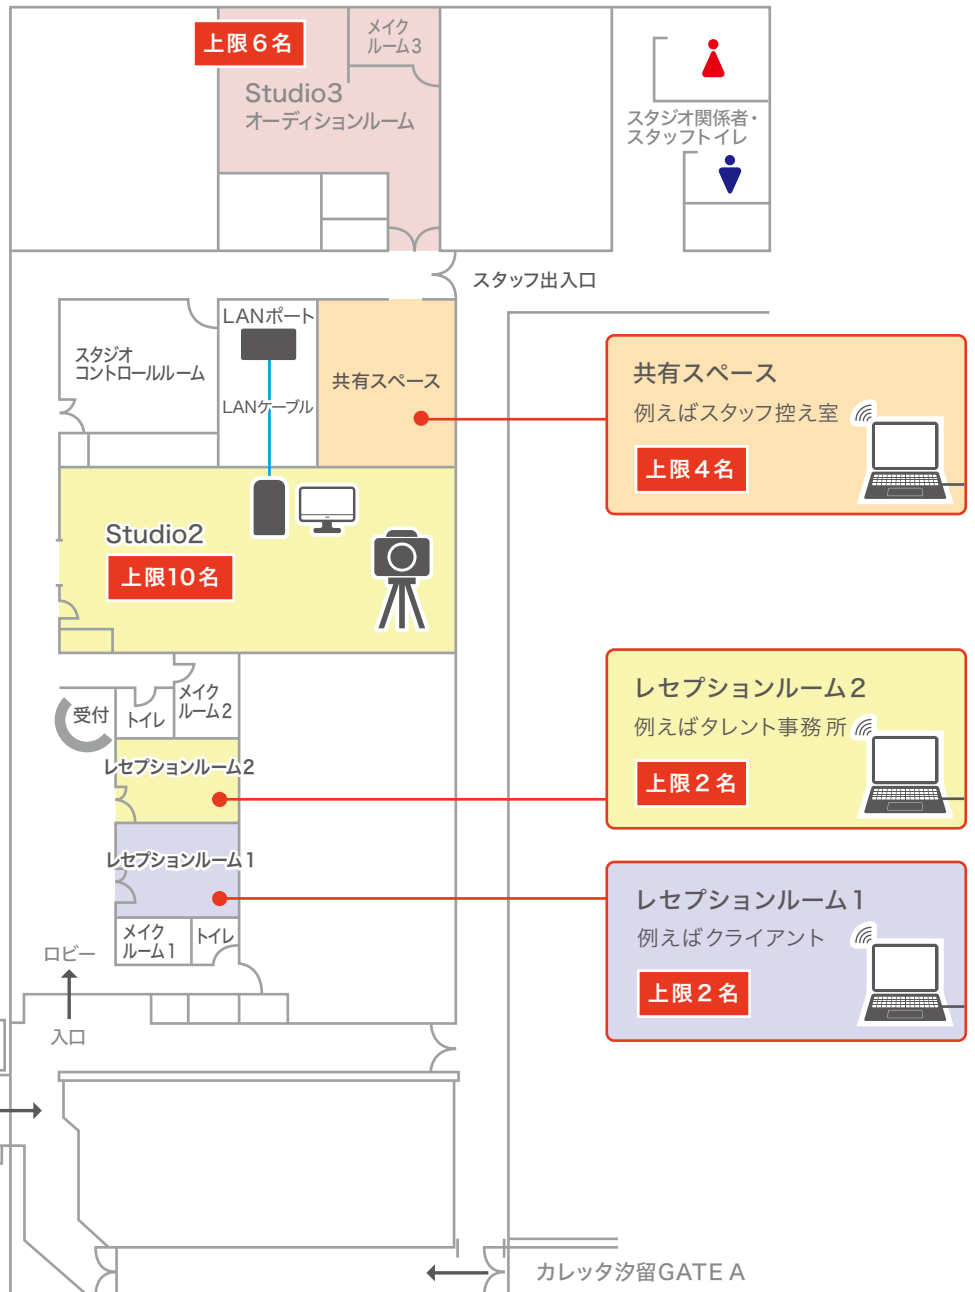 上限6名
メイク
ルーム3
Studio3
オーディションルーム
スタジオ関係者・
スタッフトイレ
スタッフ出入口
LANポート
スタジオ
コントロールルーム
共有スペース
LANケーブル
共有スペース
例えばスタッフ控え室
上限4名
Studio2
上限10名
メイク
ルーム2
受付
トイレ
レセプションルーム2
レセプションルーム2
例えばタレント事務所
上限2名
レセプションルーム1
レセプションルーム1
例えばクライアント
上限2名
メイク
ルーム1
トイレ
ロビー
入口
カレッタ汐留GATE A